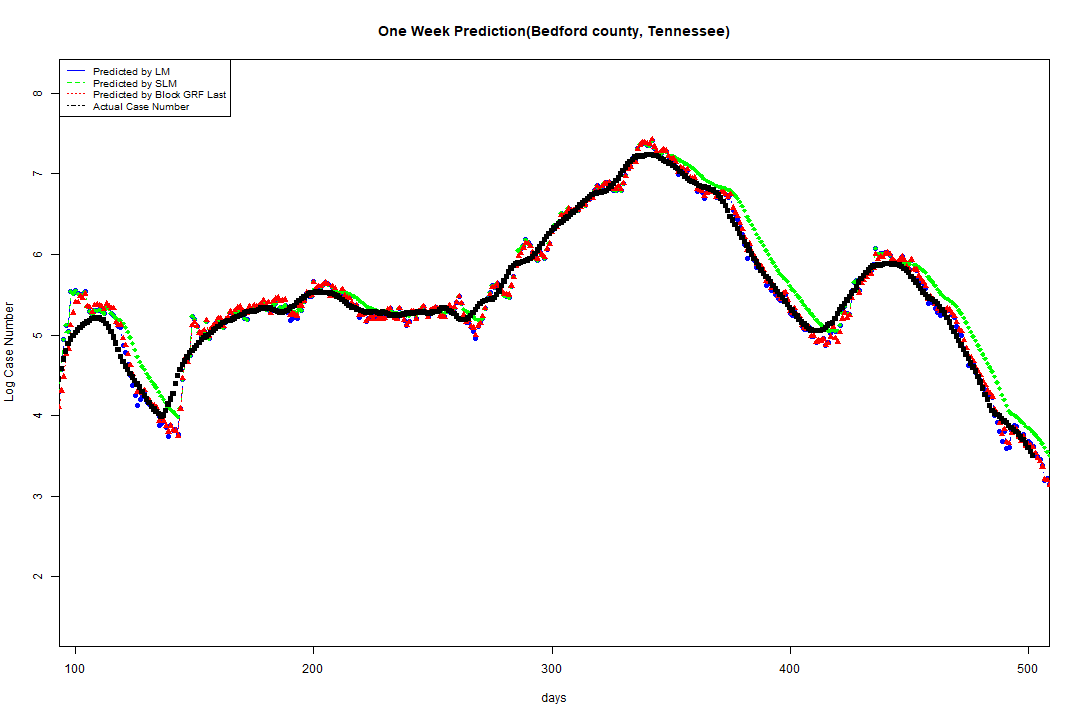 One Week Prediction(Bedford county, Tennessee)
Predicted by LM
Predicted by SLM
Predicted by Block GRF Last
Actual Case Number
8
7
6
5
4
3
2
Log Case Number
100 200 300 400 500
days